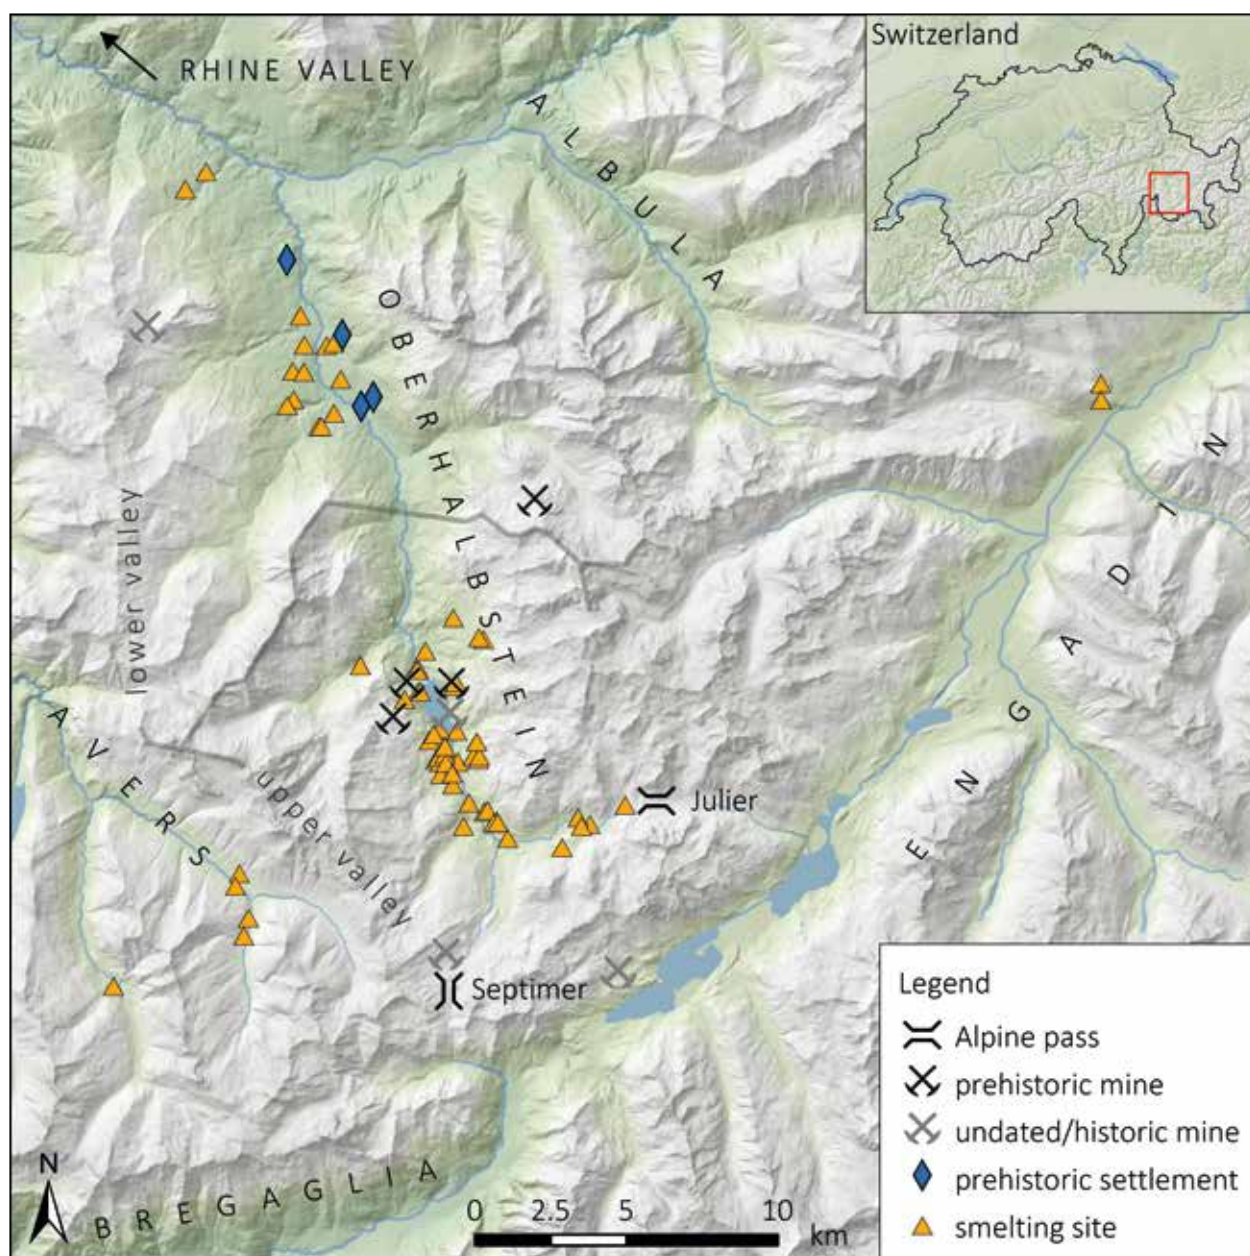 Switzerland
RHINE VALLEY
ALBULA
OBERHALBSTEIN
lower valley
ENGADIN
AVERS
upper valley
Julier
Septimer
BREGAGLIA
N
0 2.5 5 10
km
Legend
Alpine pass
prehistoric mine
undated/historic mine
prehistoric settlement
smelting site